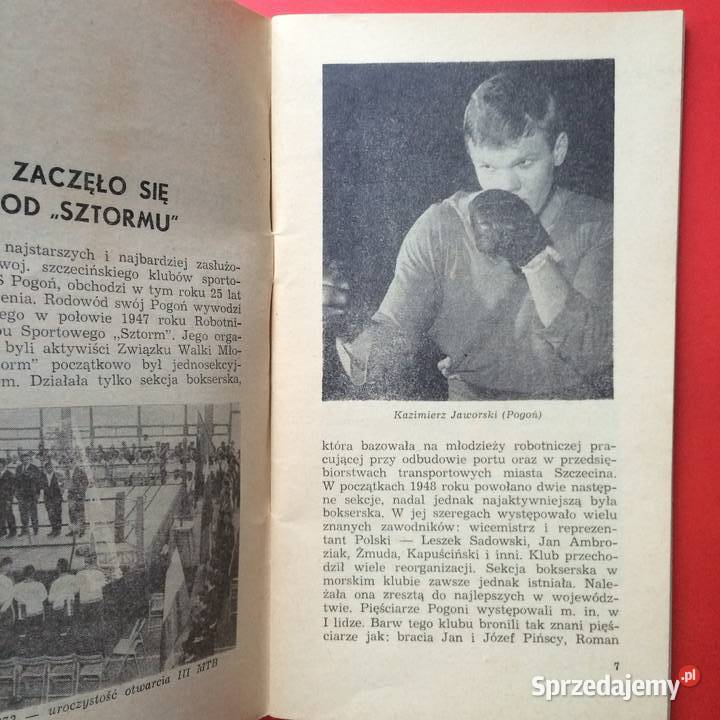 ZACZĘŁO SIĘ
OD „SZTORMU”
najstarszych i najbardziej zasłużo-
woj. szczecińskiego klubów sporto-
S Pogoń, obchodzi w tym roku 25 lat
enia. Rodowód swój Pogoń wywodzi
ego w połowie 1947 roku Robotni-
bu Sportowego „Sztorm”. Jego orga-
byli aktywiści Związku Walki Mło-
orm” początkowo był jednosekcyj-
m. Działała tylko sekcja bokserska,
— uroczystość otwarcia III MTB
Kazimierz Jaworski (Pogoń)
która bazowała na młodzieży robotniczej pra-
cującej przy odbudowie portu oraz w przedsię-
biorstwach transportowych miasta Szczecina.
W początkach 1948 roku powołano dwie następ-
ne sekcje, nadal jednak najaktywniejszą była
bokserska. W jej szeregach występowało wielu
znanych zawodników: wicemistrz i reprezen-
tant Polski — Leszek Sadowski, Jan Ambro-
ziak, Żmuda, Kapuściński i inni. Klub przecho-
dził wiele reorganizacji. Sekcja bokserska w
morskim klubie zawsze jednak istniała. Nale-
żała ona zresztą do najlepszych w wojewódz-
twie. Pięściarze Pogoni występowali m. in. w
I lidze. Barw tego klubu bronili tak znani pięś-
ciarze jak: bracia Jan i Józef Pińscy, Roman
7
Sprzedajemy.pl